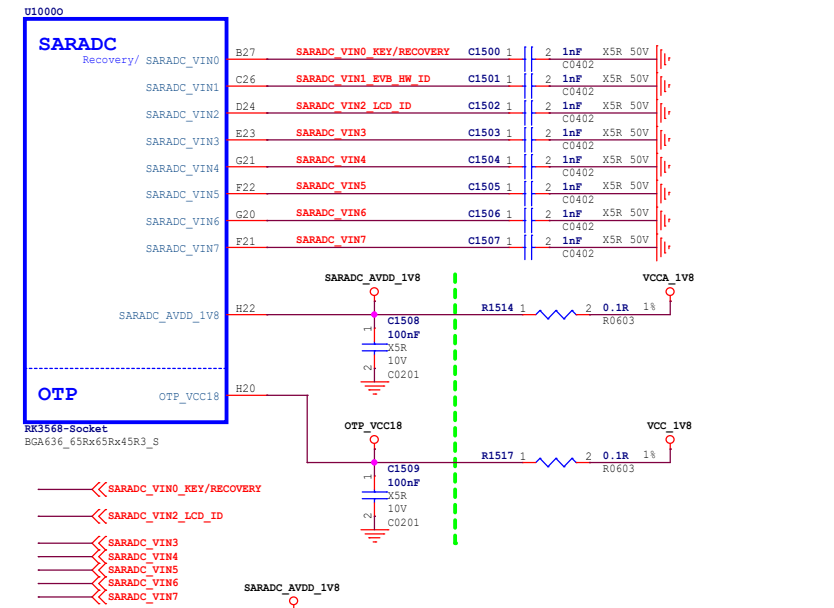 U1000O
SARADC
Recovery/ SARADC_VIN0 B27 SARADC_VIN0_KEY/RECOVERY C1500 1 2 1nF X5R 50V
C0402
SARADC_VIN1 C26 SARADC_VIN1_EVB_HW_ID C1501 1 2 1nF X5R 50V
C0402
SARADC_VIN2 D24 SARADC_VIN2_LCD_ID C1502 1 2 1nF X5R 50V
C0402
SARADC_VIN3 E23 SARADC_VIN3 C1503 1 2 1nF X5R 50V
C0402
SARADC_VIN4 G21 SARADC_VIN4 C1504 1 2 1nF X5R 50V
C0402
SARADC_VIN5 F22 SARADC_VIN5 C1505 1 2 1nF X5R 50V
C0402
SARADC_VIN6 G20 SARADC_VIN6 C1506 1 2 1nF X5R 50V
C0402
SARADC_VIN7 F21 SARADC_VIN7 C1507 1 2 1nF X5R 50V
C0402
SARADC_AVDD_1V8 VCCA_1V8
SARADC_AVDD_1V8 H22 R1514 1 2 0.1R 1%
R0603
1 C1508
100nF
X5R
10V
2 C0201
OTP OTP_VCC18 H20
OTP_VCC18 VCC_1V8
RK3568-Socket
BGA636_65Rx65Rx45R3_S
R1517 1 2 0.1R 1%
R0603
1 C1509
100nF
X5R
10V
2 C0201
SARADC_VIN0_KEY/RECOVERY
SARADC_VIN2_LCD_ID
SARADC_VIN3
SARADC_VIN4
SARADC_VIN5
SARADC_VIN6
SARADC_VIN7
SARADC_AVDD_1V8